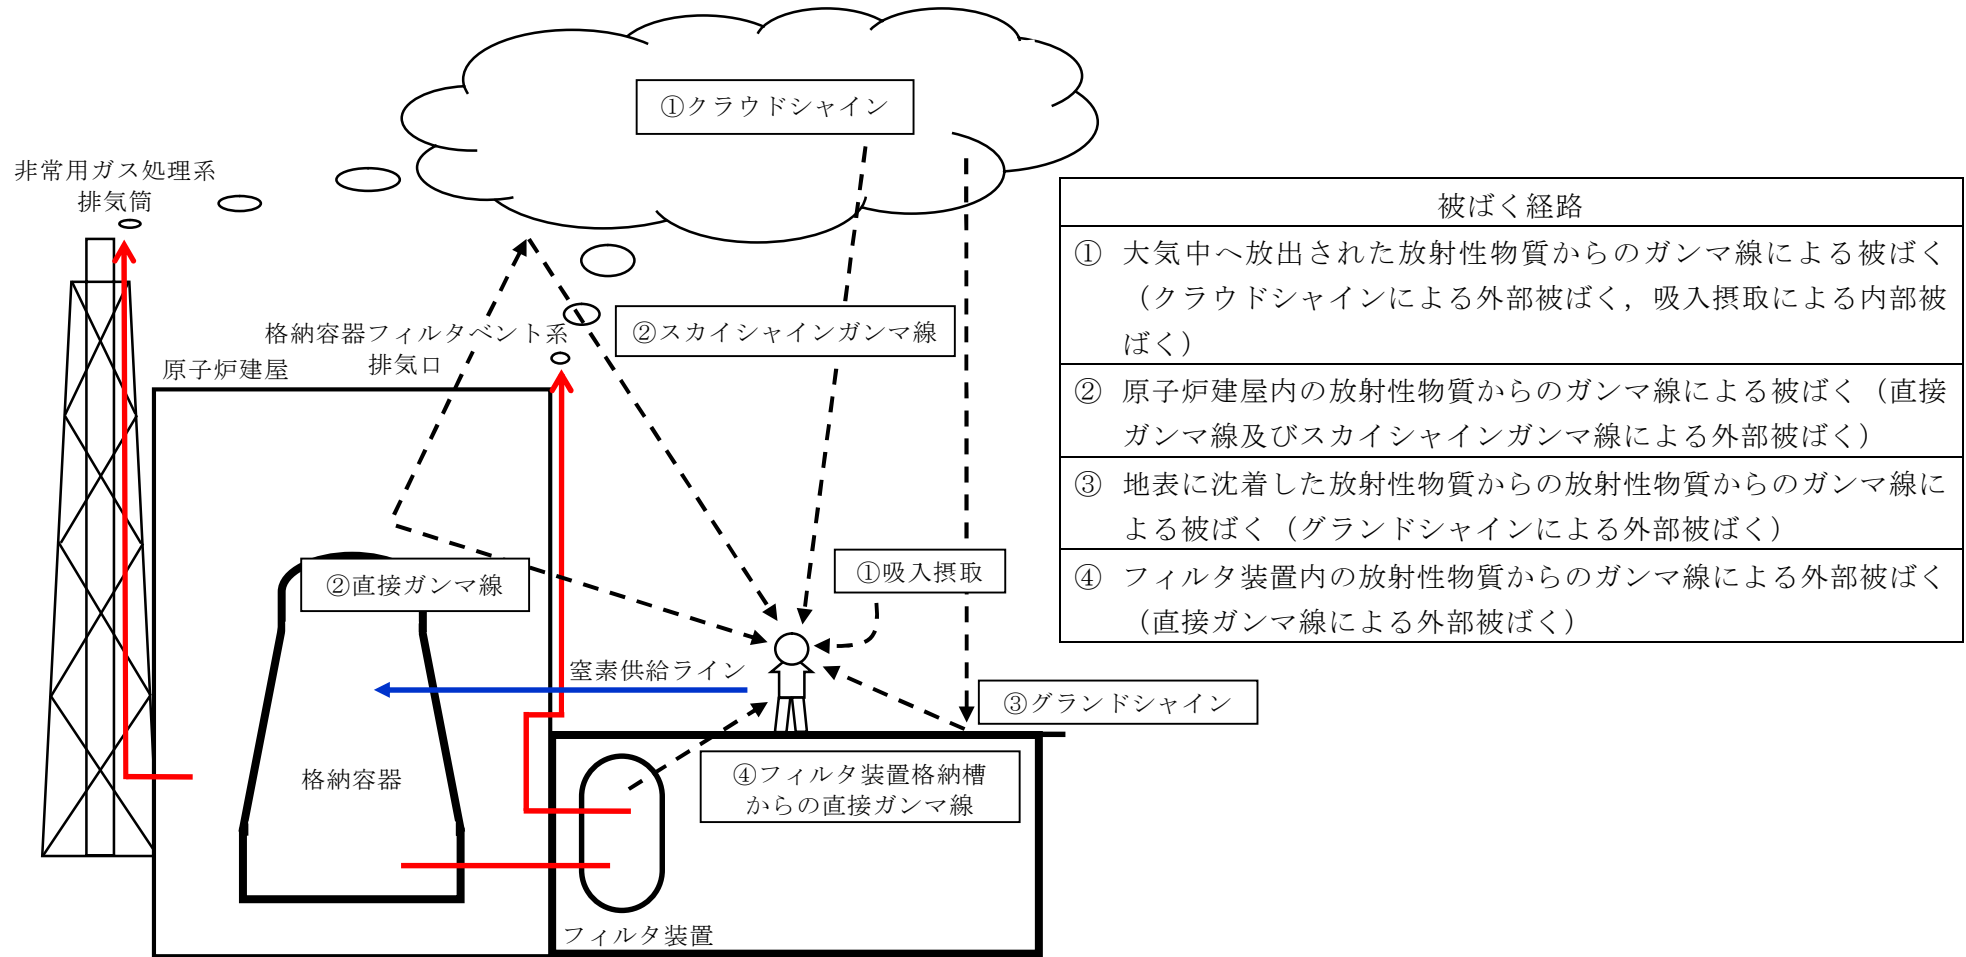 ①クラウドシャイン
非常用ガス処理系
排気筒
②スカイシャインガンマ線
格納容器フィルタベント系
排気口
原子炉建屋
①吸入摂取
②直接ガンマ線
窒素供給ライン
③グランドシャイン
格納容器
④フィルタ装置格納槽
からの直接ガンマ線
フィルタ装置
被ばく経路
① 大気中へ放出された放射性物質からのガンマ線による被ばく
(クラウドシャインによる外部被ばく，吸入摂取による内部被
ばく)
② 原子炉建屋内の放射性物質からのガンマ線による被ばく（直接
ガンマ線及びスカイシャインガンマ線による外部被ばく）
③ 地表に沈着した放射性物質からの放射性物質からのガンマ線に
よる被ばく（グランドシャインによる外部被ばく）
④ フィルタ装置内の放射性物質からのガンマ線による外部被ばく
（直接ガンマ線による外部被ばく）